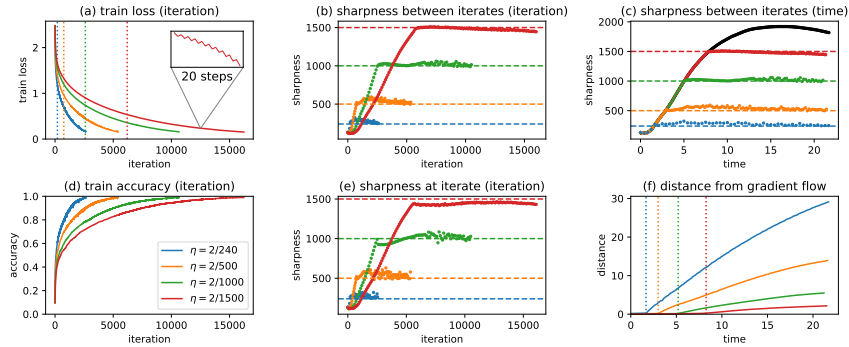 (a) train loss (iteration)
train loss
2
1
0
20 steps
0 5000 10000 15000
iteration
(b) sharpness between iterates (iteration)
sharpness
1500
1000
500
0 5000 10000 15000
iteration
(c) sharpness between iterates (time)
sharpness
2000
1500
1000
500
0 5 10 15 20
time
(d) train accuracy (iteration)
accuracy
1.0
0.8
0.6
0.4
0.2
0.0
η = 2/240
η = 2/500
η = 2/1000
η = 2/1500
0 5000 10000 15000
iteration
(e) sharpness at iterate (iteration)
sharpness
1500
1000
500
0 5000 10000 15000
iteration
(f) distance from gradient flow
distance
30
20
10
0
0 5 10 15 20
time